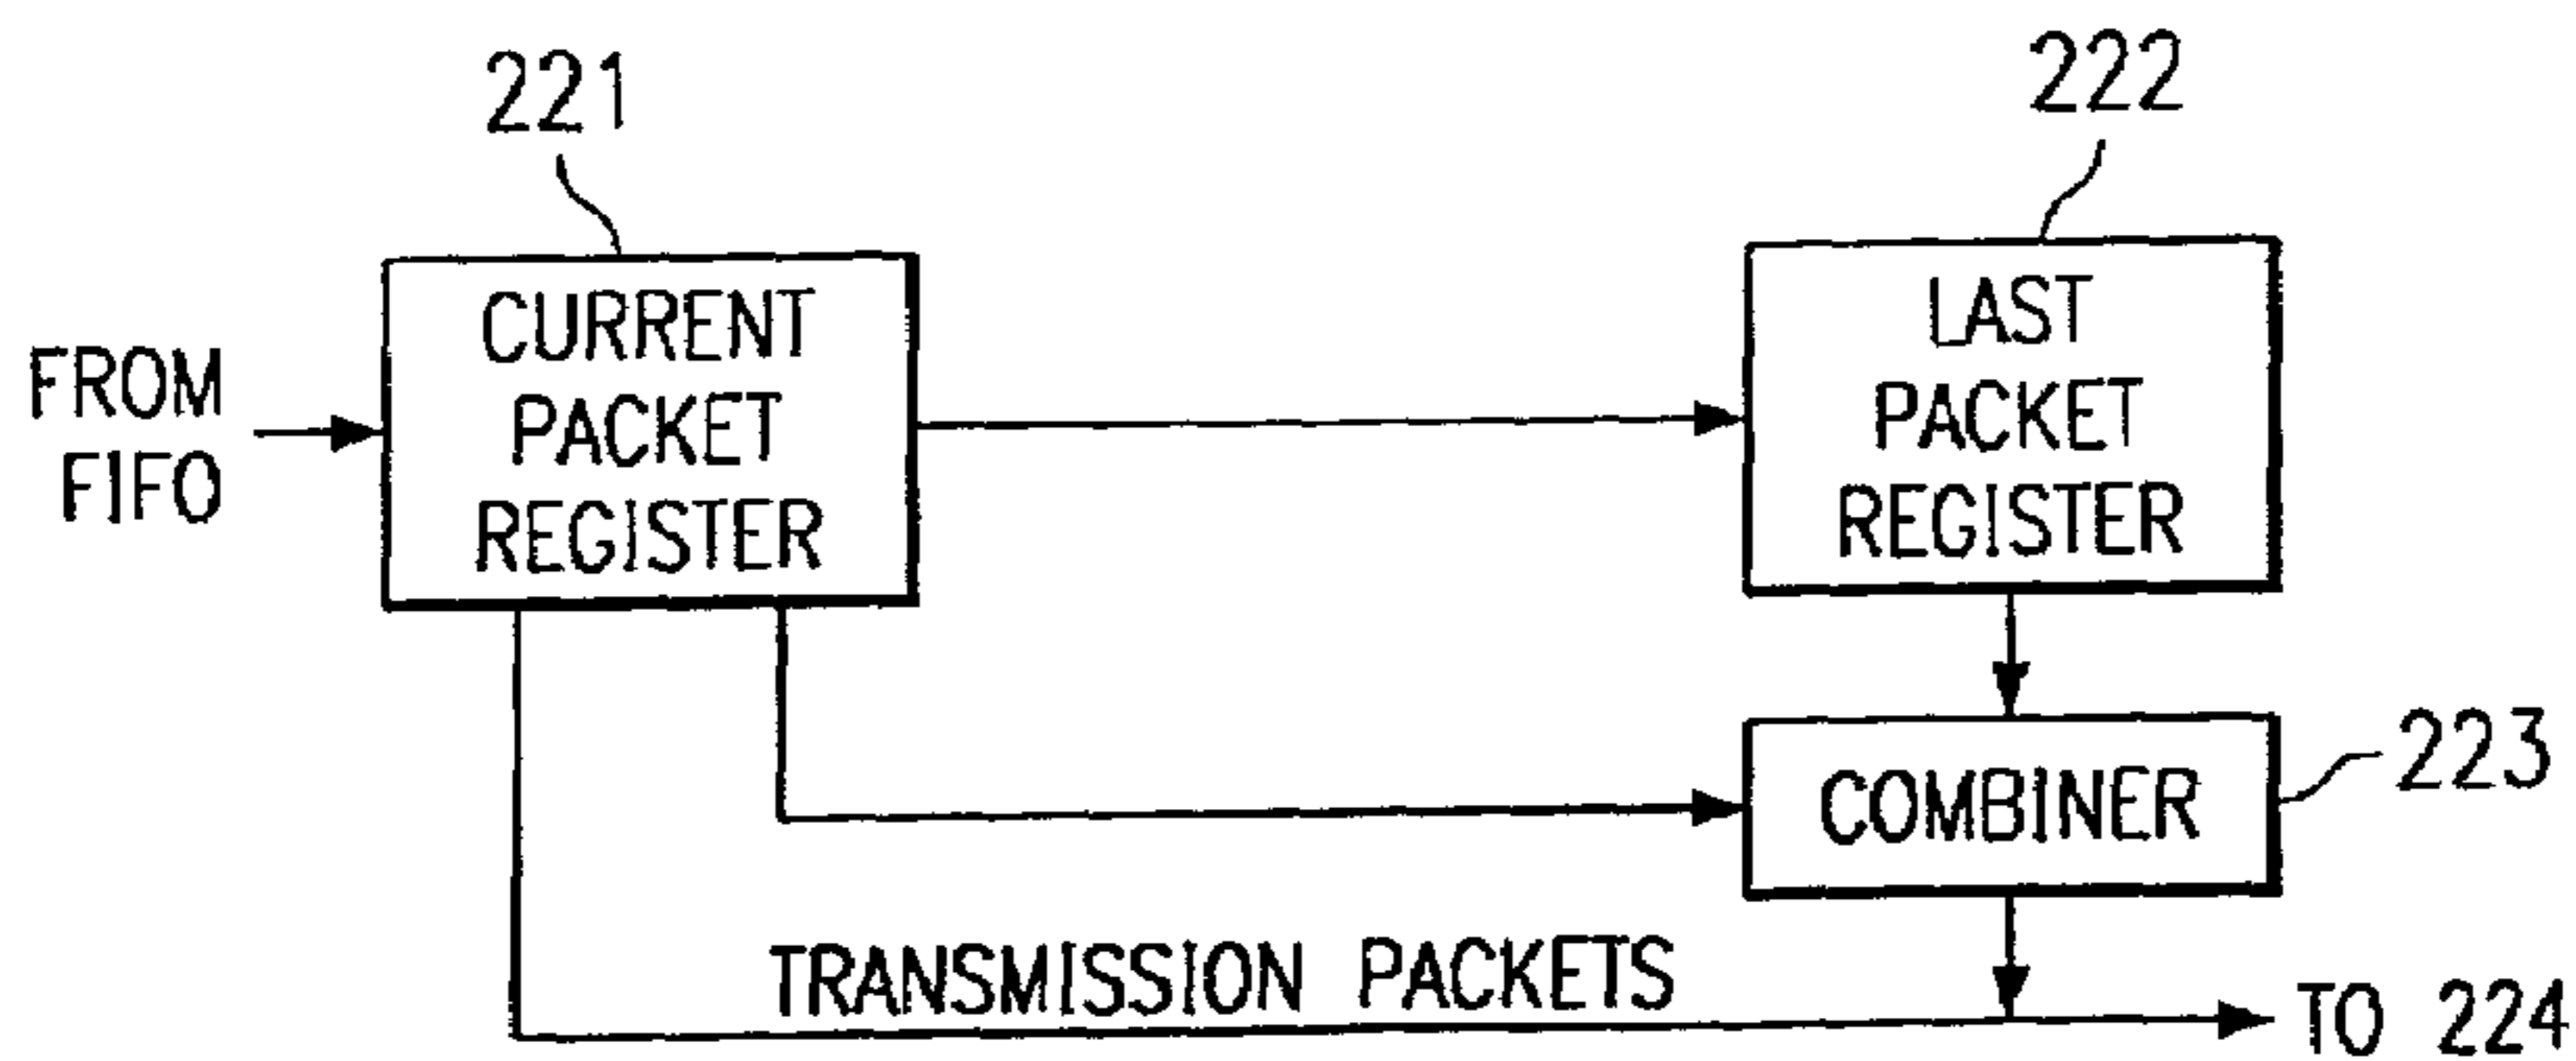 221
222
FROM
FIFO
CURRENT
PACKET
REGISTER
LAST
PACKET
REGISTER
COMBINER
223
TRANSMISSION PACKETS
TO 224